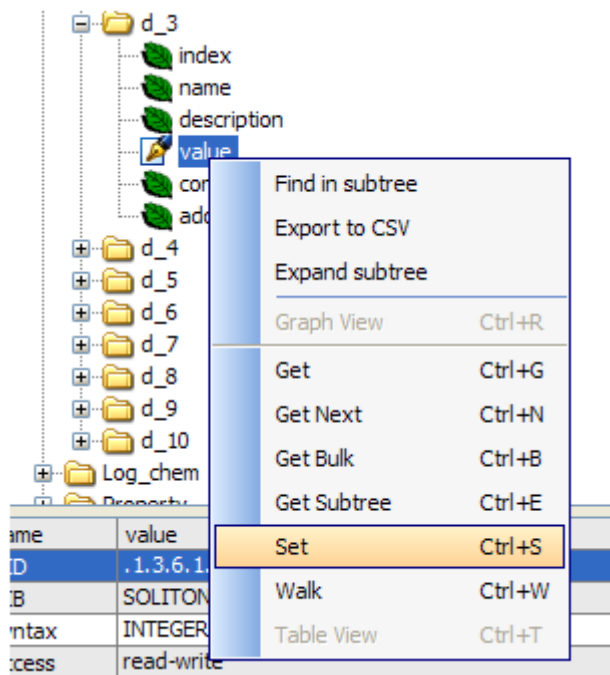 d_3
index
name
description
value
Find in subtree
Export to CSV
Expand subtree
Graph View Ctrl+R
Get Ctrl+G
Get Next Ctrl+N
Get Bulk Ctrl+B
Get Subtree Ctrl+E
Set Ctrl+S
Walk Ctrl+W
Table View Ctrl+T
d_4
d_5
d_6
d_7
d_8
d_9
d_10
Log_chem
Property
value
.1.3.6.1.
SOLITON
INTEGER
read-write